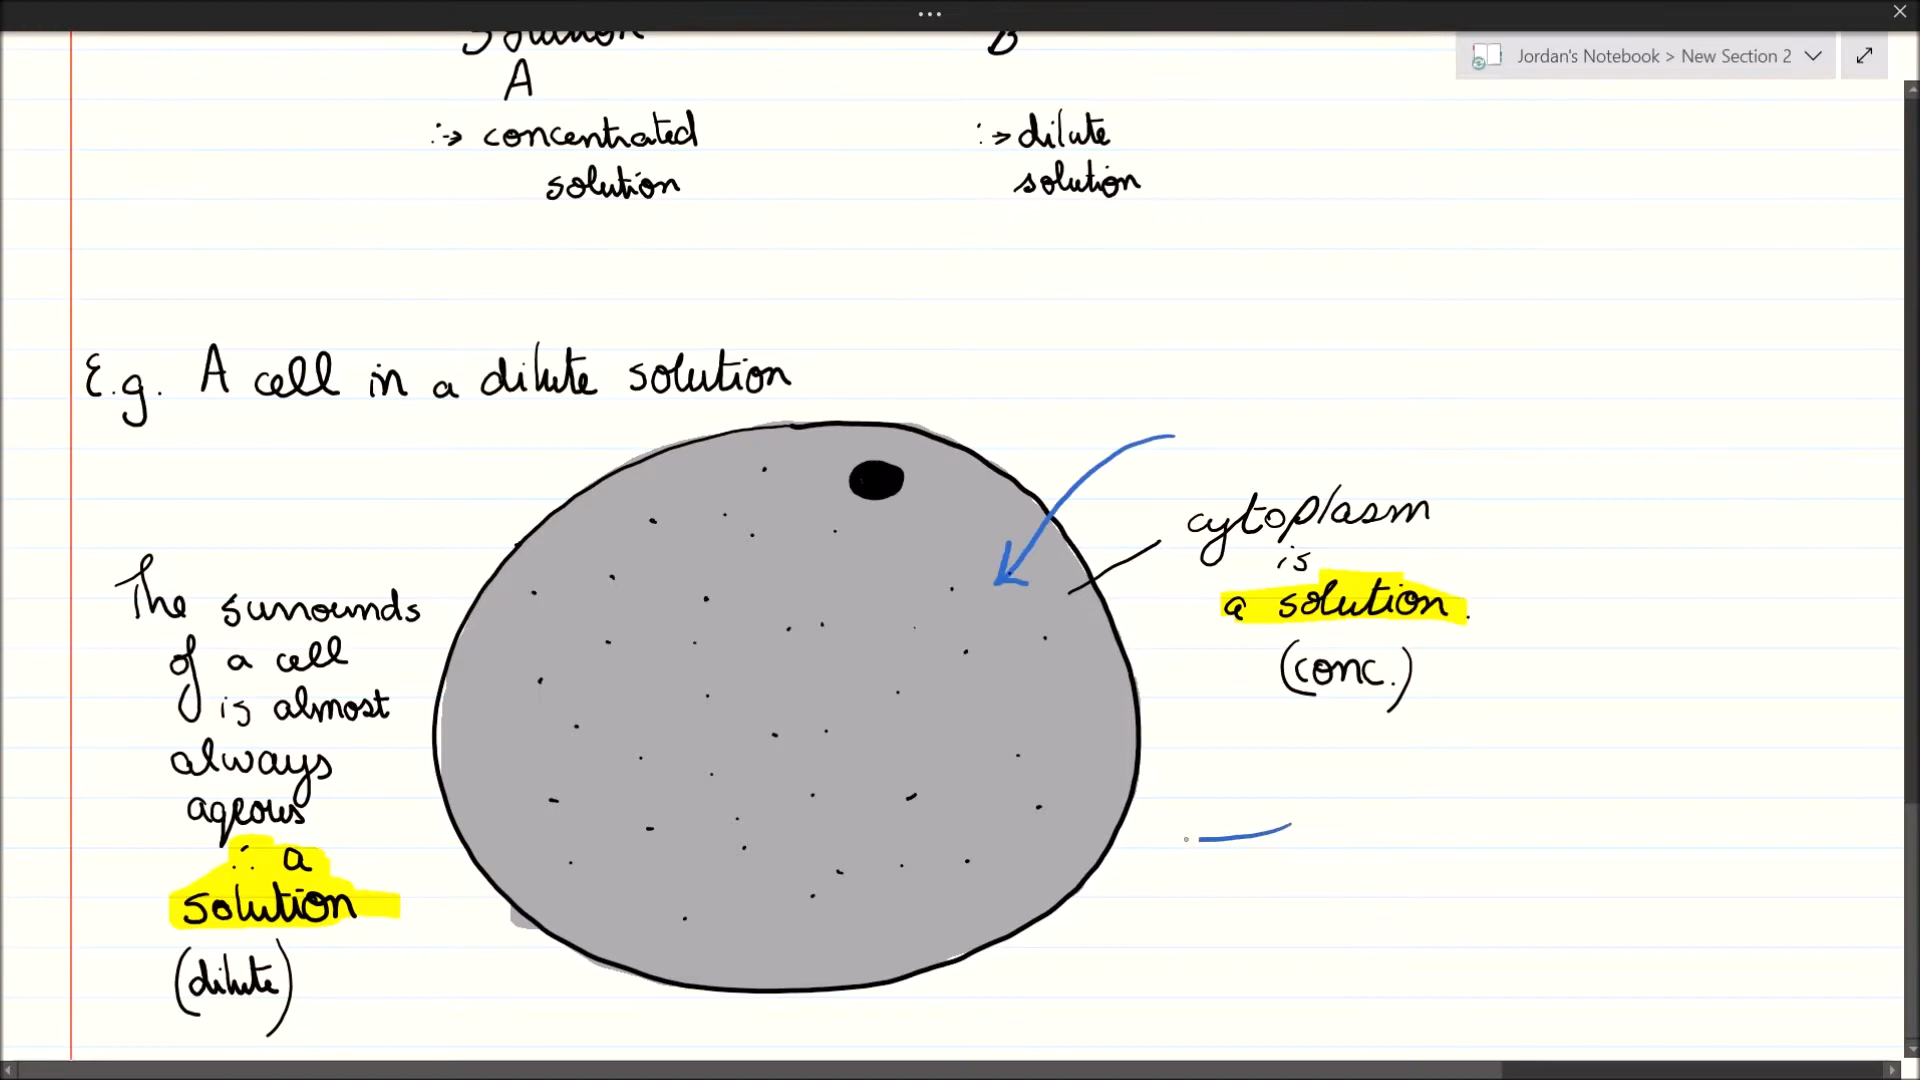 Jordan's Notebook > New Section 2
Solution
B
A
∴→ concentrated
solution
∴→ dilute
solution
E.g. A cell in a dilute solution
cytoplasm
is
a solution.
(conc.)
The surrounds
of a cell
is almost
always
aqeous
∴ a
solution
(dilute)